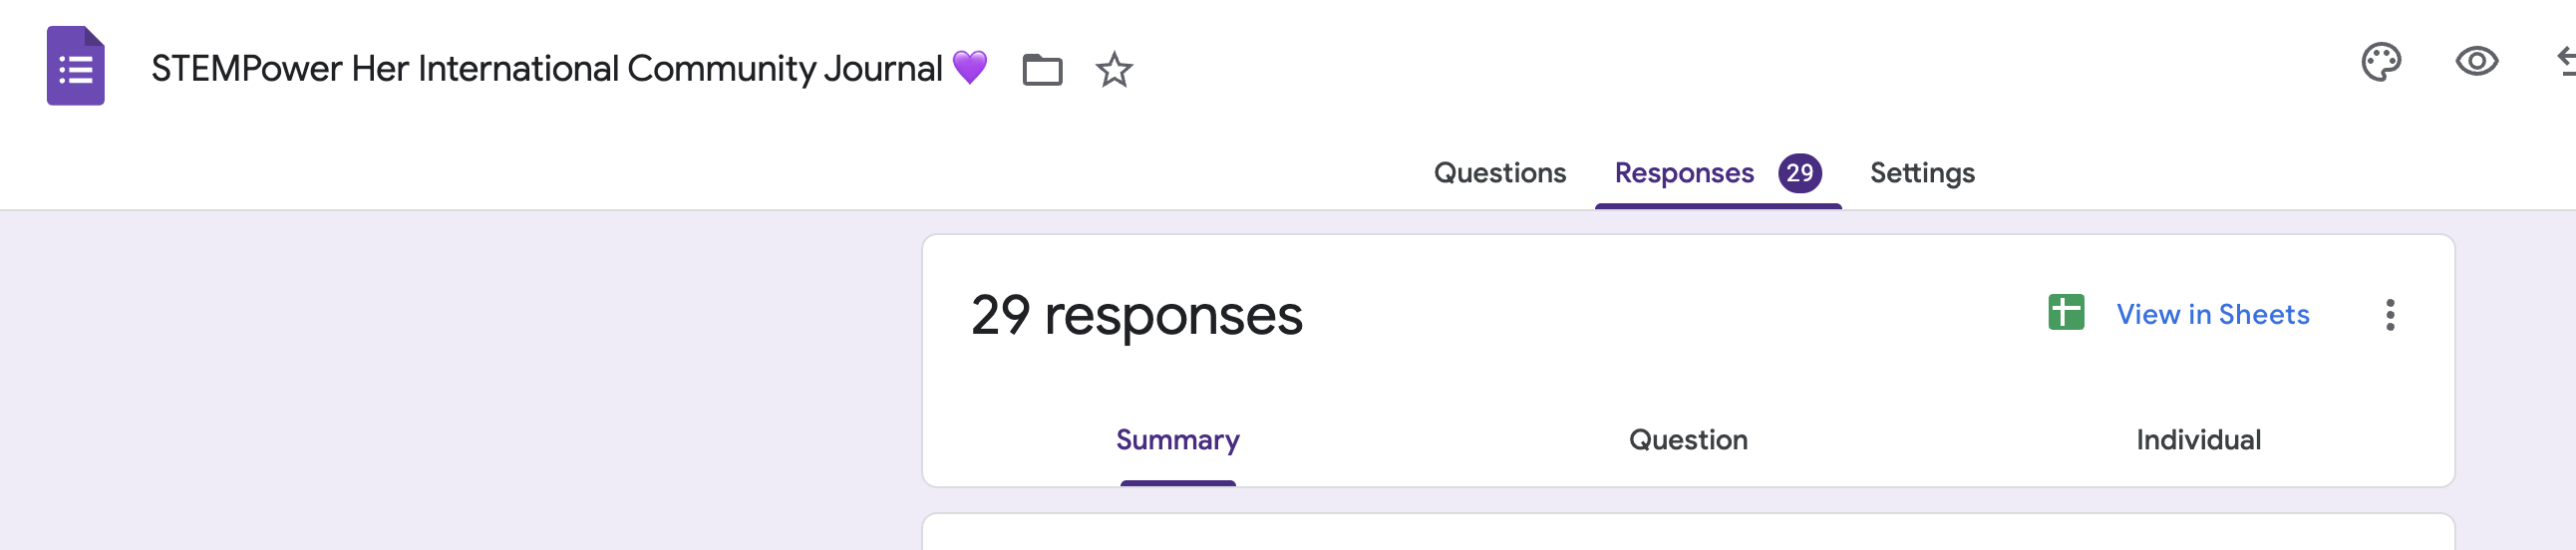 STEMPower Her International Community Journal 💜
Questions Responses 29 Settings
29 responses
View in Sheets
Summary Question Individual